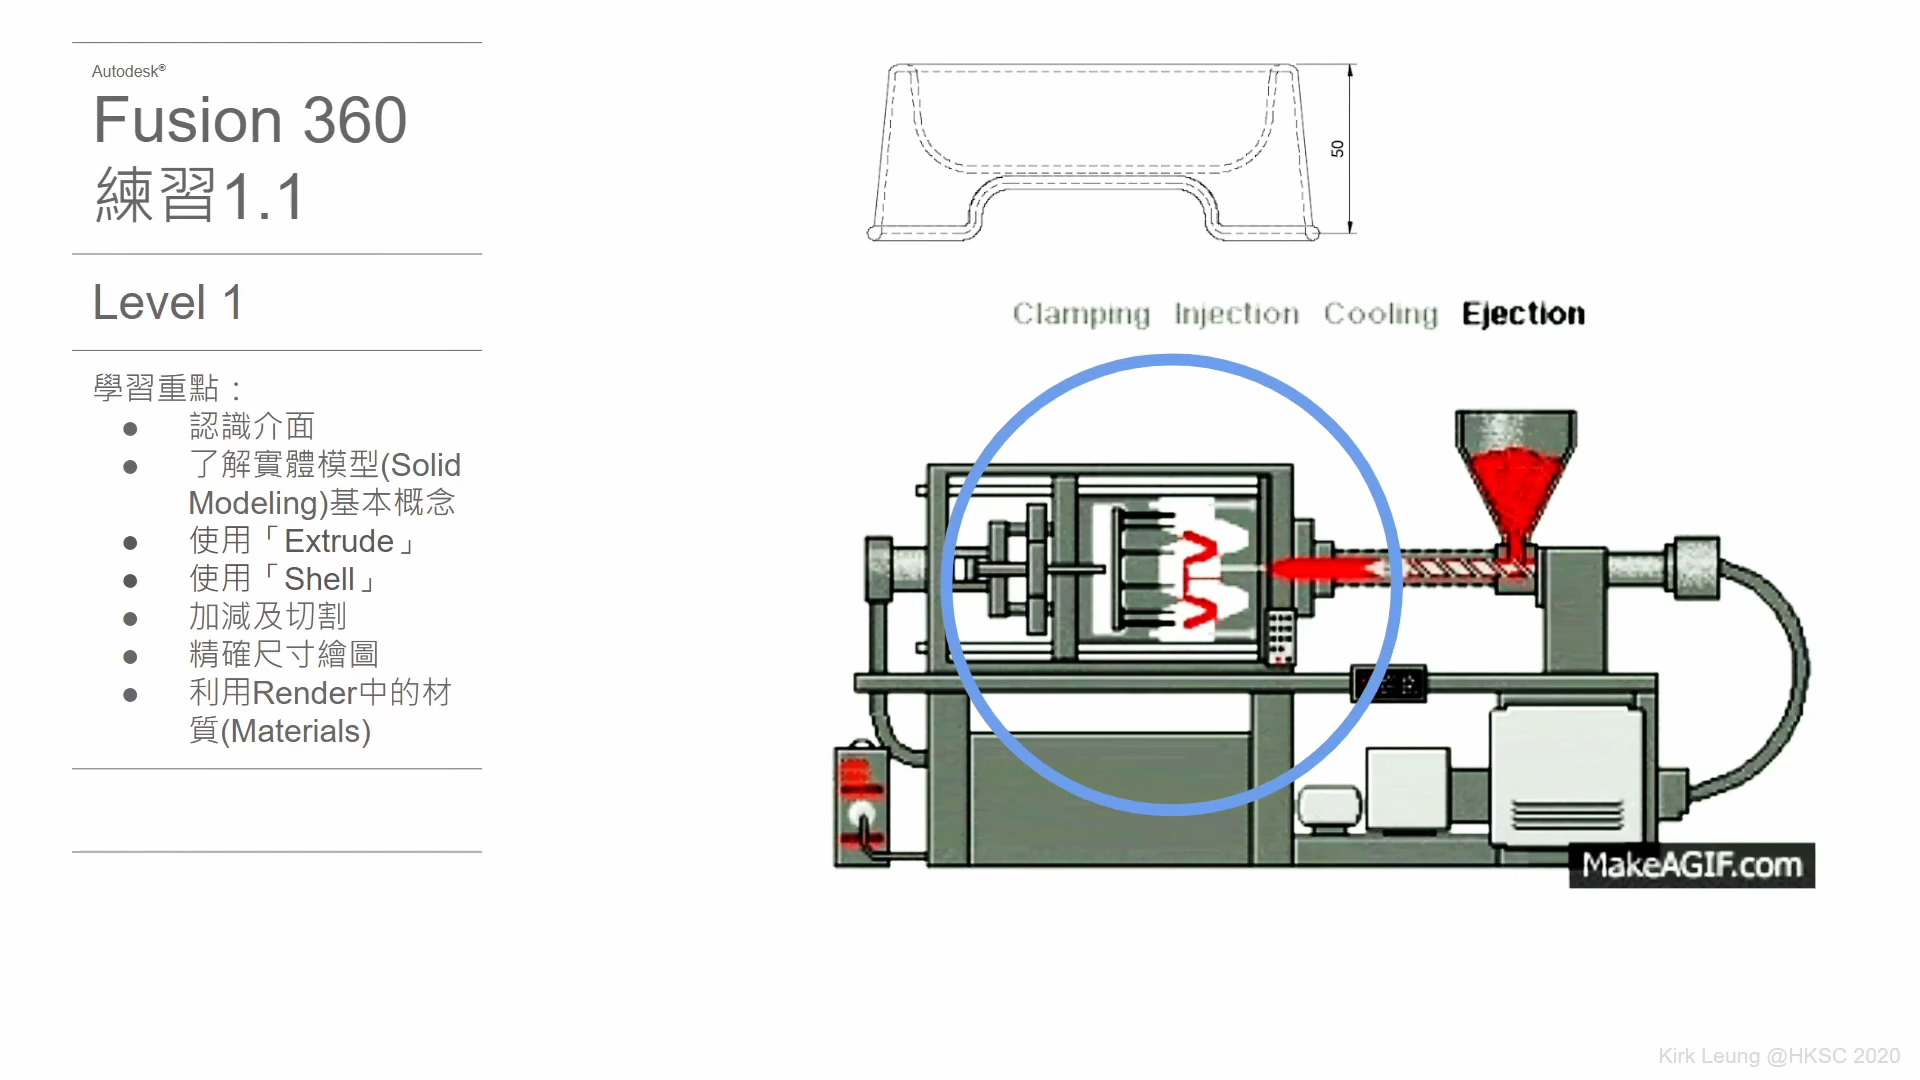 Autodesk®
Fusion 360
練習1.1
Level 1
學習重點：
● 認識介面
● 了解實體模型(Solid
Modeling)基本概念
● 使用「Extrude」
● 使用「Shell」
● 加減及切割
● 精確尺寸繪圖
● 利用Render中的材
質(Materials)
50
Clamping Injection Cooling Ejection
MakeAGIF.com
Kirk Leung @HKSC 2020